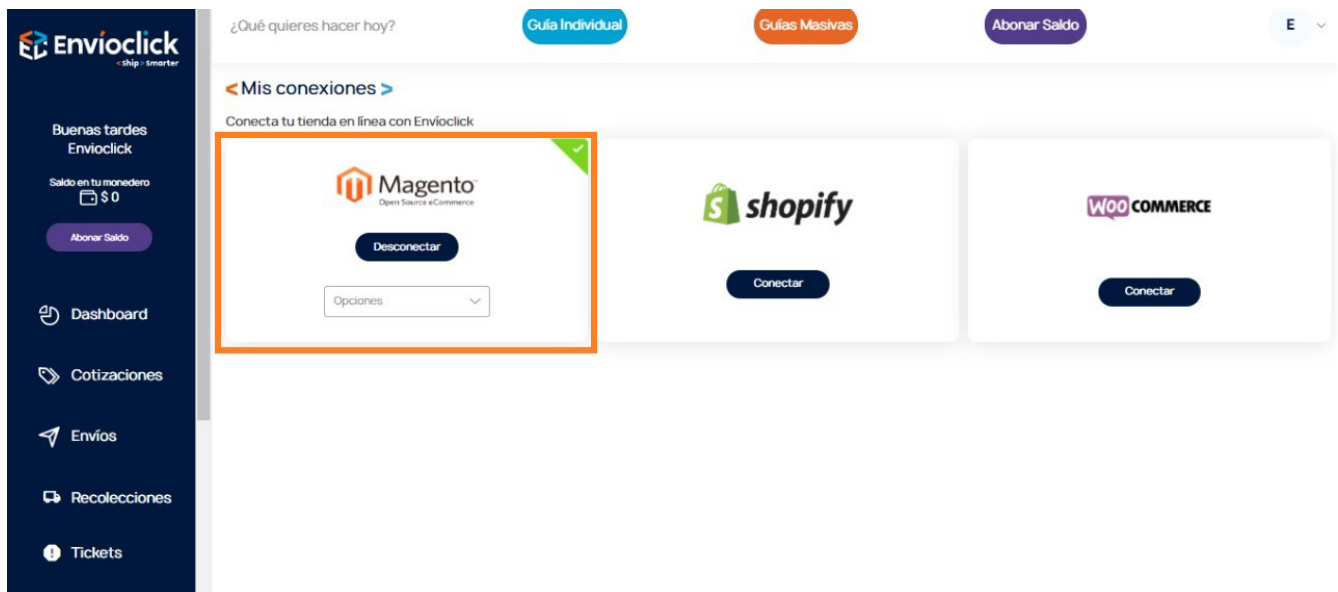 Envíoclick
<ship>smarter
Buenas tardes
Envioclick
Saldo en tu monedero
$ 0
Abonar Saldo
Dashboard
Cotizaciones
Envíos
Recolecciones
Tickets
¿Qué quieres hacer hoy?
Guía Individual
Guías Masivas
Abonar Saldo
E
<Mis conexiones >
Conecta tu tienda en línea con Envíoclick
Magento
Open Source eCommerce
Desconectar
Opciones
shopify
Conectar
WOO COMMERCE
Conectar